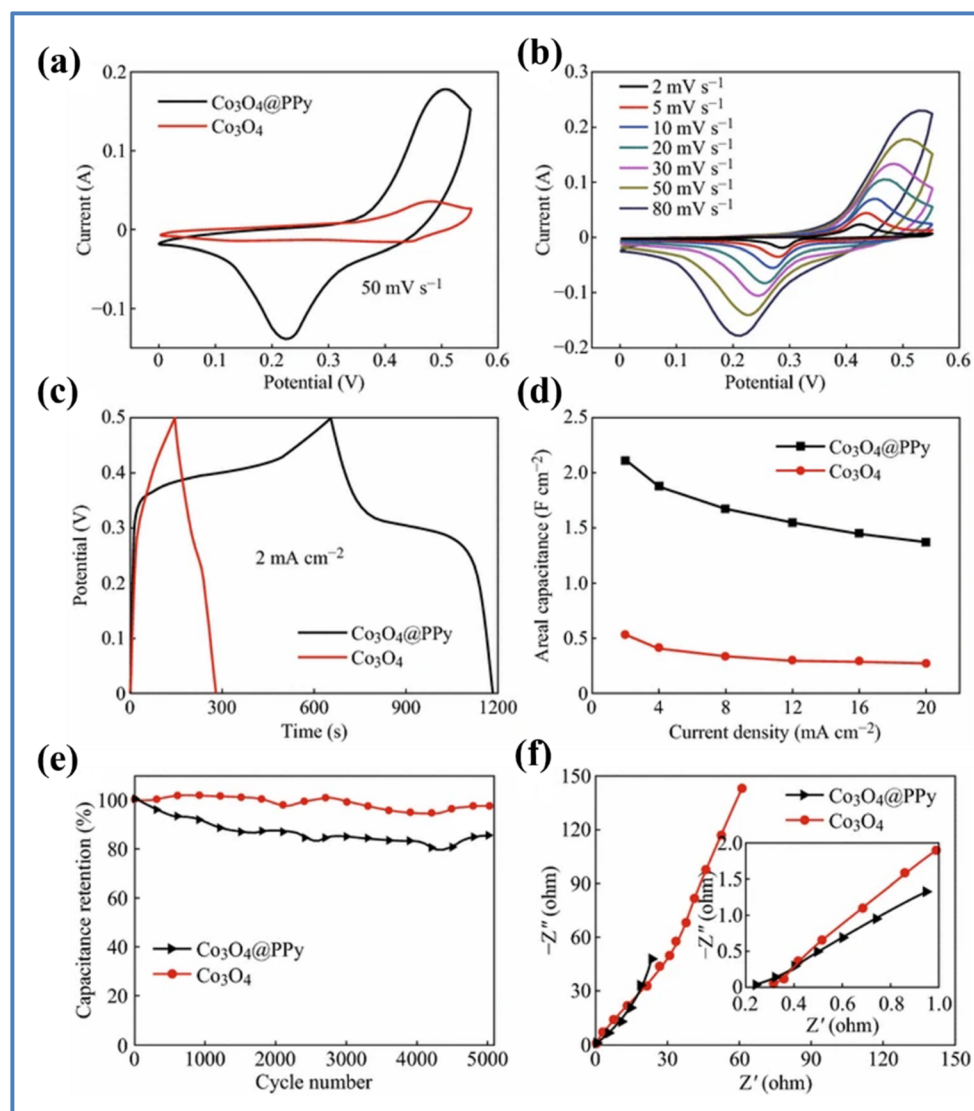 (a)
0.2
0.1
0
−0.1
Current (A)
Co₃O₄@PPy
Co₃O₄
50 mV s⁻¹
0 0.1 0.2 0.3 0.4 0.5 0.6
Potential (V)
(b)
0.3
0.2
0.1
0
−0.1
−0.2
Current (A)
2 mV s⁻¹
5 mV s⁻¹
10 mV s⁻¹
20 mV s⁻¹
30 mV s⁻¹
50 mV s⁻¹
80 mV s⁻¹
0 0.1 0.2 0.3 0.4 0.5 0.6
Potential (V)
(c)
0.5
0.4
0.3
0.2
0.1
0
Potential (V)
2 mA cm⁻²
Co₃O₄@PPy
Co₃O₄
0 300 600 900 1200
Time (s)
(d)
2.5
2.0
1.5
1.0
0.5
0
Areal capacitance (F cm⁻²)
Co₃O₄@PPy
Co₃O₄
4 8 12 16 20
Current density (mA cm⁻²)
(e)
100
80
60
40
20
0
Capacitance retention (%)
Co₃O₄@PPy
Co₃O₄
0 1000 2000 3000 4000 5000
Cycle number
(f)
150
120
90
60
30
0
−Z″ (ohm)
Co₃O₄@PPy
Co₃O₄
2.0
1.5
1.0
0.5
0
−Z″ (ohm)
0.2 0.4 0.6 0.8 1.0
Z′ (ohm)
0 30 60 90 120 150
Z′ (ohm)